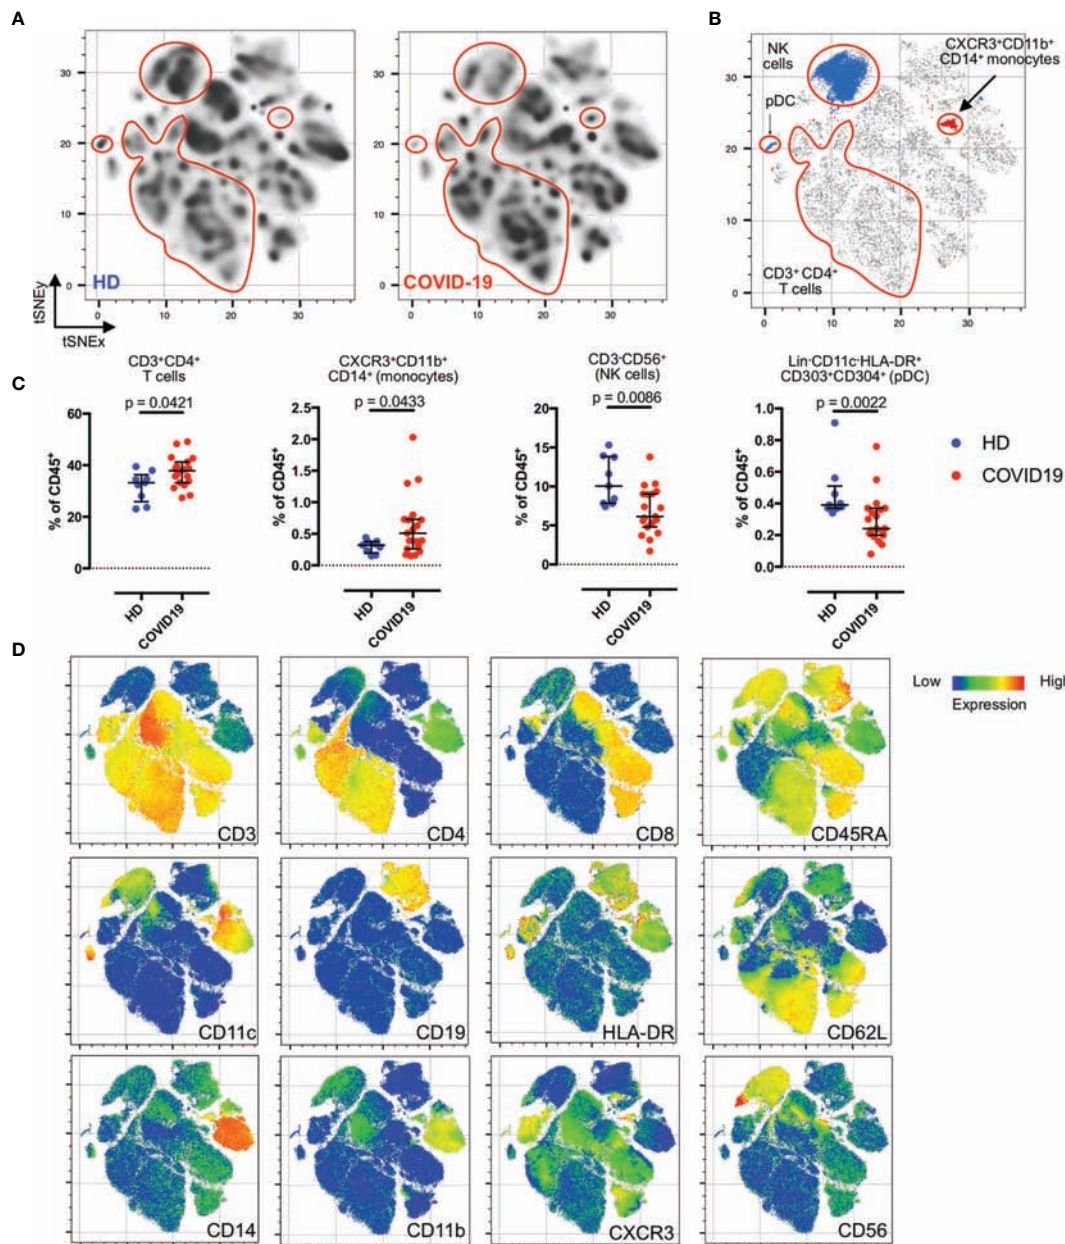 A
B
30
20
10
0
HD
0
10
20
30
tSNEy
tSNEx
30
20
10
0
COVID-19
0
10
20
30
30
20
10
0
NK
cells
pDC
CXCR3⁺CD11b⁺
CD14⁺ monocytes
CD3⁺ CD4⁺
T cells
0
10
20
30
C
CD3⁺CD4⁺
T cells
p = 0.0421
% of CD45⁺
60
40
20
0
HD
COVID19
CXCR3⁺CD11b⁺
CD14⁺ (monocytes)
p = 0.0433
% of CD45⁺
2.5
2.0
1.5
1.0
0.5
0.0
HD
COVID19
CD3⁻CD56⁺
(NK cells)
p = 0.0086
% of CD45⁺
20
15
10
5
0
HD
COVID19
Lin⁻CD11c⁻HLA-DR⁺
CD303⁺CD304⁺ (pDC)
p = 0.0022
% of CD45⁺
1.0
0.8
0.6
0.4
0.2
0.0
HD
COVID19
HD
COVID19
D
CD3
CD4
CD8
CD45RA
Low
High
Expression
CD11c
CD19
HLA-DR
CD62L
CD14
CD11b
CXCR3
CD56